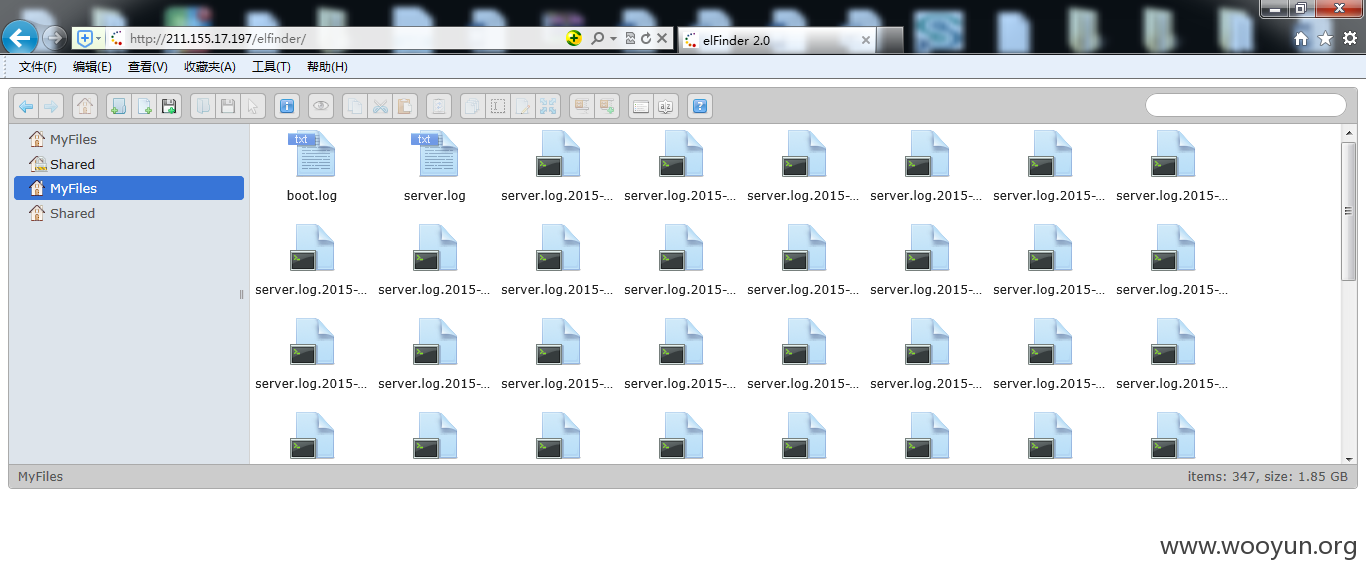 http://211.155.17.197/elfinder/
elFinder 2.0
文件(F) 编辑(E) 查看(V) 收藏夹(A) 工具(T) 帮助(H)
MyFiles
Shared
MyFiles
Shared
txt txt
boot.log server.log server.log.2015-... server.log.2015-... server.log.2015-... server.log.2015-... server.log.2015-... server.log.2015-...
server.log.2015-... server.log.2015-... server.log.2015-... server.log.2015-... server.log.2015-... server.log.2015-... server.log.2015-... server.log.2015-...
server.log.2015-... server.log.2015-... server.log.2015-... server.log.2015-... server.log.2015-... server.log.2015-... server.log.2015-... server.log.2015-...
MyFiles items: 347, size: 1.85 GB
www.wooyun.org